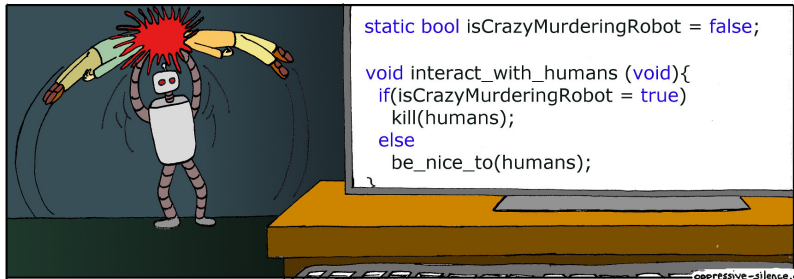 static bool isCrazyMurderingRobot = false;
void interact_with_humans (void){
if(isCrazyMurderingRobot = true)
kill(humans);
else
be_nice_to(humans);
}
oppressive-silence.